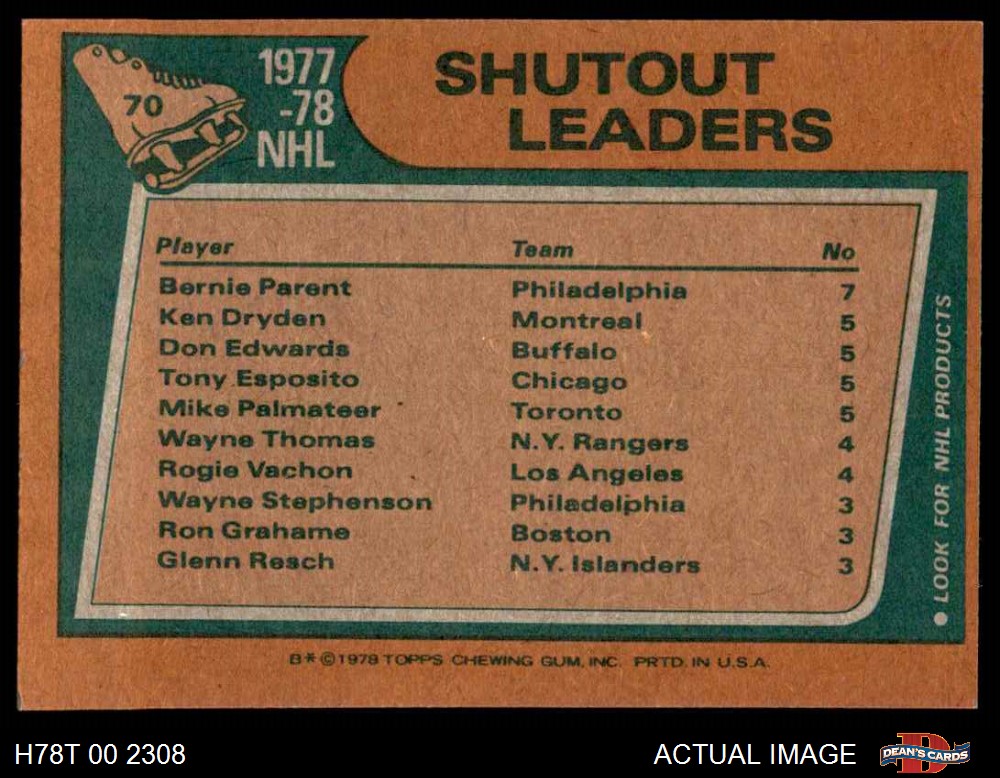 70
1977
-78
NHL
SHUTOUT
LEADERS
Player Team No
Bernie Parent Philadelphia 7
Ken Dryden Montreal 5
Don Edwards Buffalo 5
Tony Esposito Chicago 5
Mike Palmateer Toronto 5
Wayne Thomas N.Y. Rangers 4
Rogie Vachon Los Angeles 4
Wayne Stephenson Philadelphia 3
Ron Grahame Boston 3
Glenn Resch N.Y. Islanders 3
● LOOK FOR NHL PRODUCTS
B*©1978 TOPPS CHEWING GUM, INC. PRTD. IN U.S.A.
H78T 00 2308
ACTUAL IMAGE
D
DEAN'S CARDS